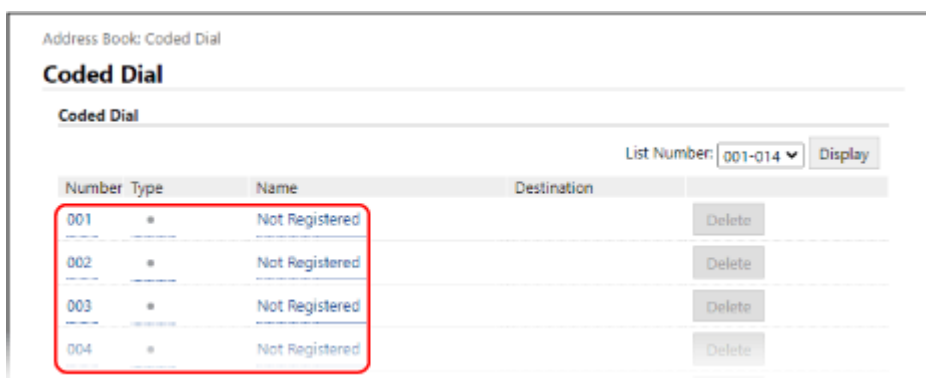 Address Book: Coded Dial
Coded Dial
Coded Dial
List Number: 001-014 Display
Number Type Name Destination
001 Not Registered Delete
002 Not Registered Delete
003 Not Registered Delete
004 Not Registered Delete